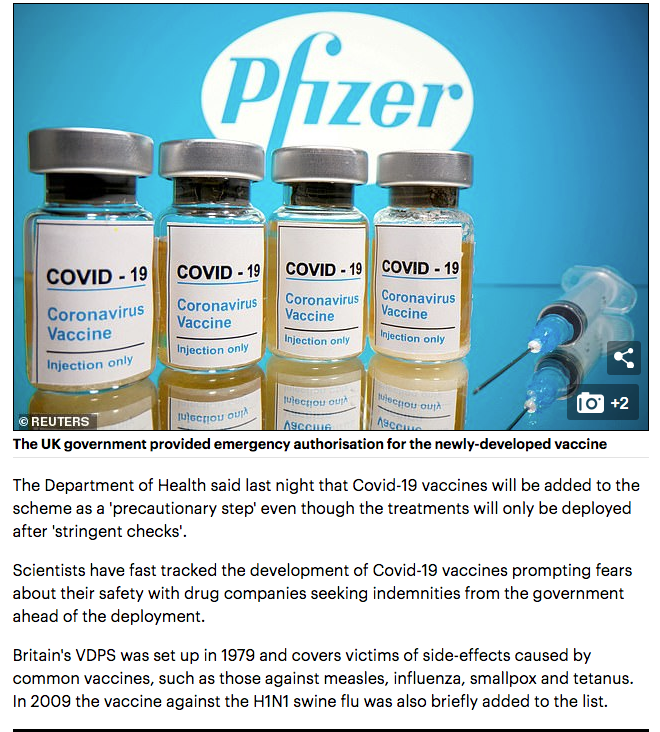 Pfizer
COVID - 19
Coronavirus
Vaccine
Injection only
COVID - 19
Coronavirus
Vaccine
Injection only
COVID - 19
Coronavirus
Vaccine
Injection only
COVID - 19
Coronavirus
Vaccine
Injection only
+2
© REUTERS
The UK government provided emergency authorisation for the newly-developed vaccine
The Department of Health said last night that Covid-19 vaccines will be added to the
scheme as a 'precautionary step' even though the treatments will only be deployed
after 'stringent checks'.
Scientists have fast tracked the development of Covid-19 vaccines prompting fears
about their safety with drug companies seeking indemnities from the government
ahead of the deployment.
Britain's VDPS was set up in 1979 and covers victims of side-effects caused by
common vaccines, such as those against measles, influenza, smallpox and tetanus.
In 2009 the vaccine against the H1N1 swine flu was also briefly added to the list.